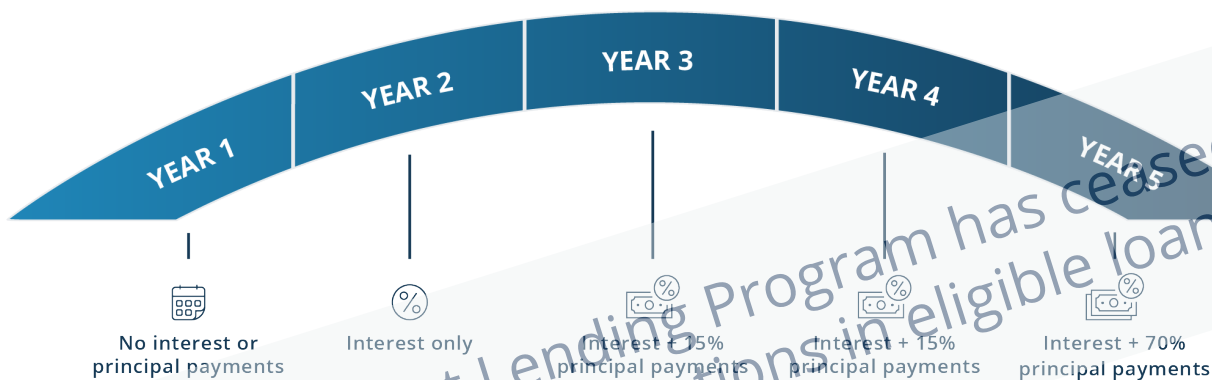 YEAR 1
YEAR 2
YEAR 3
YEAR 4
YEAR 5
No interest or
principal payments
Interest only
Interest + 15%
principal payments
Interest + 15%
principal payments
Interest + 70%
principal payments
Lending Program has ceased
in eligible loan